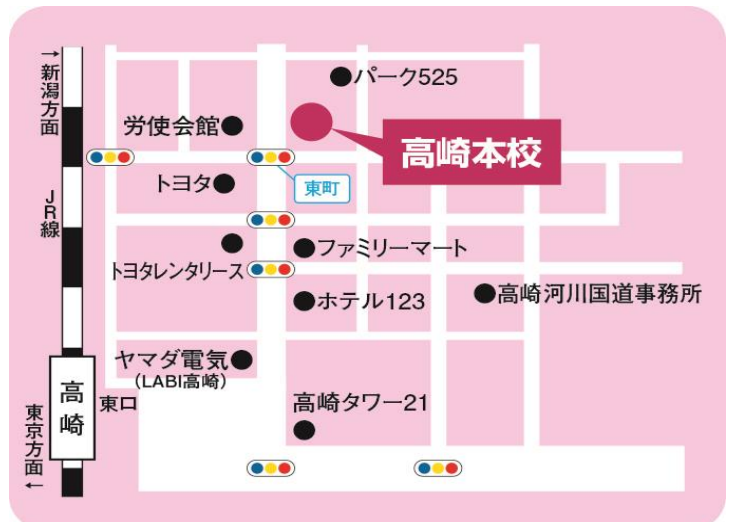 ↑新潟方面
パーク525
労使会館
高崎本校
トヨタ
東町
JR線
ファミリーマート
トヨタレンタリース
高崎河川国道事務所
ホテル123
ヤマダ電気
(LABI高崎)
高崎
東口
高崎タワー21
東京方面↓